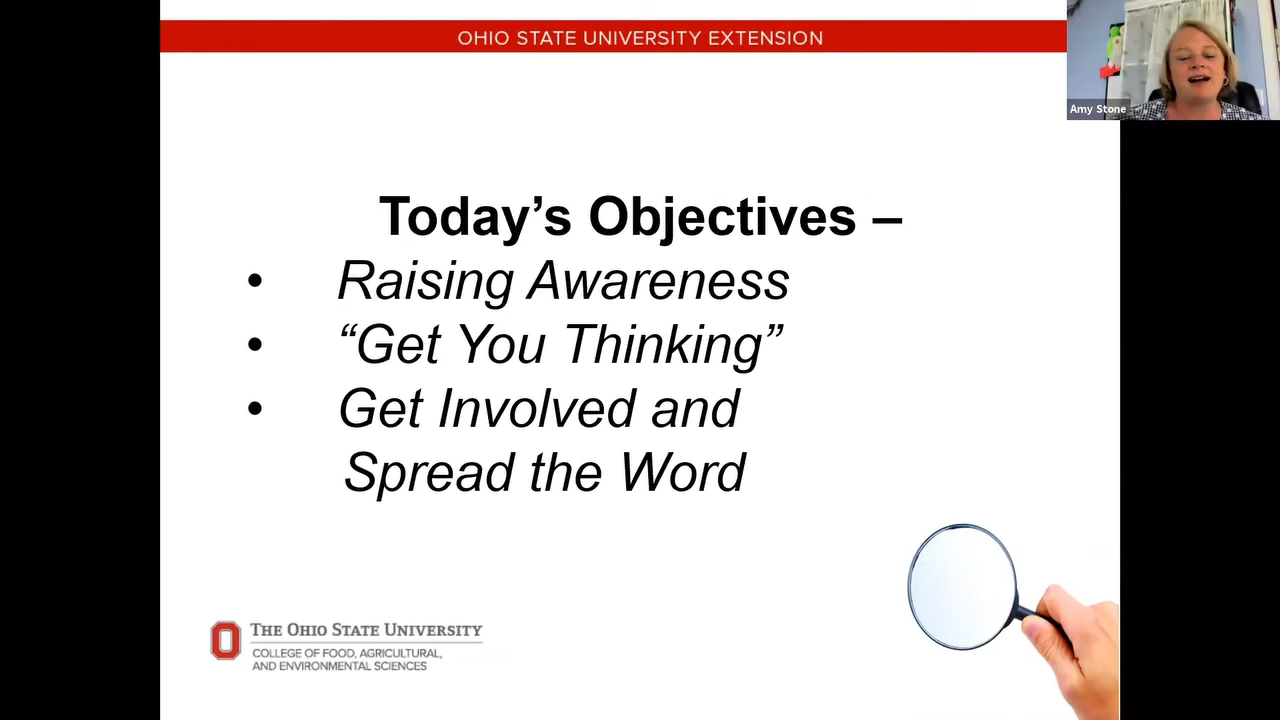 OHIO STATE UNIVERSITY EXTENSION
Amy Stone
Today’s Objectives –
• Raising Awareness
• “Get You Thinking”
• Get Involved and
Spread the Word
THE OHIO STATE UNIVERSITY
COLLEGE OF FOOD, AGRICULTURAL,
AND ENVIRONMENTAL SCIENCES